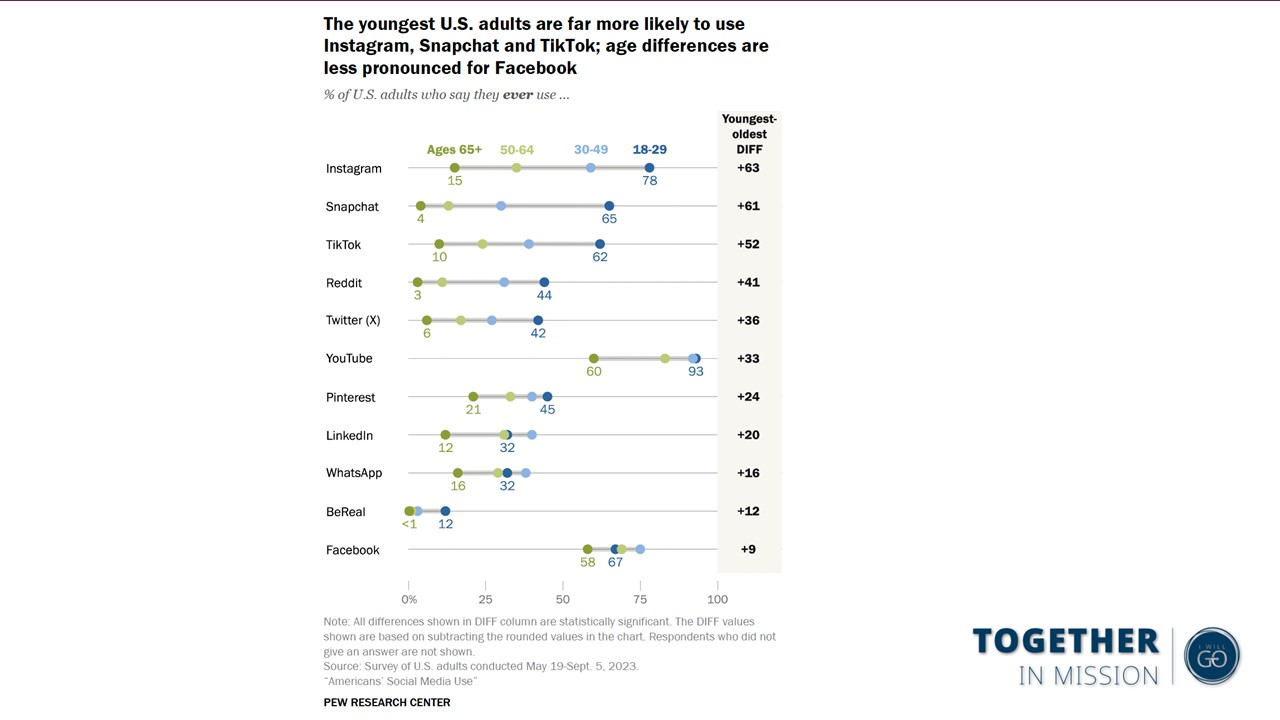 The youngest U.S. adults are far more likely to use
Instagram, Snapchat and TikTok; age differences are
less pronounced for Facebook
% of U.S. adults who say they ever use ...
Youngest-
oldest
DIFF
Ages 65+ 50-64 30-49 18-29
Instagram +63
15 78
Snapchat +61
4 65
TikTok +52
10 62
Reddit +41
3 44
Twitter (X) +36
6 42
YouTube +33
60 93
Pinterest +24
21 45
LinkedIn +20
12 32
WhatsApp +16
16 32
BeReal +12
<1 12
Facebook +9
58 67
0% 25 50 75 100
Note: All differences shown in DIFF column are statistically significant. The DIFF values
shown are based on subtracting the rounded values in the chart. Respondents who did not
give an answer are not shown.
Source: Survey of U.S. adults conducted May 19-Sept. 5, 2023.
“Americans’ Social Media Use”
PEW RESEARCH CENTER
TOGETHER
IN MISSION
I WILL
GO